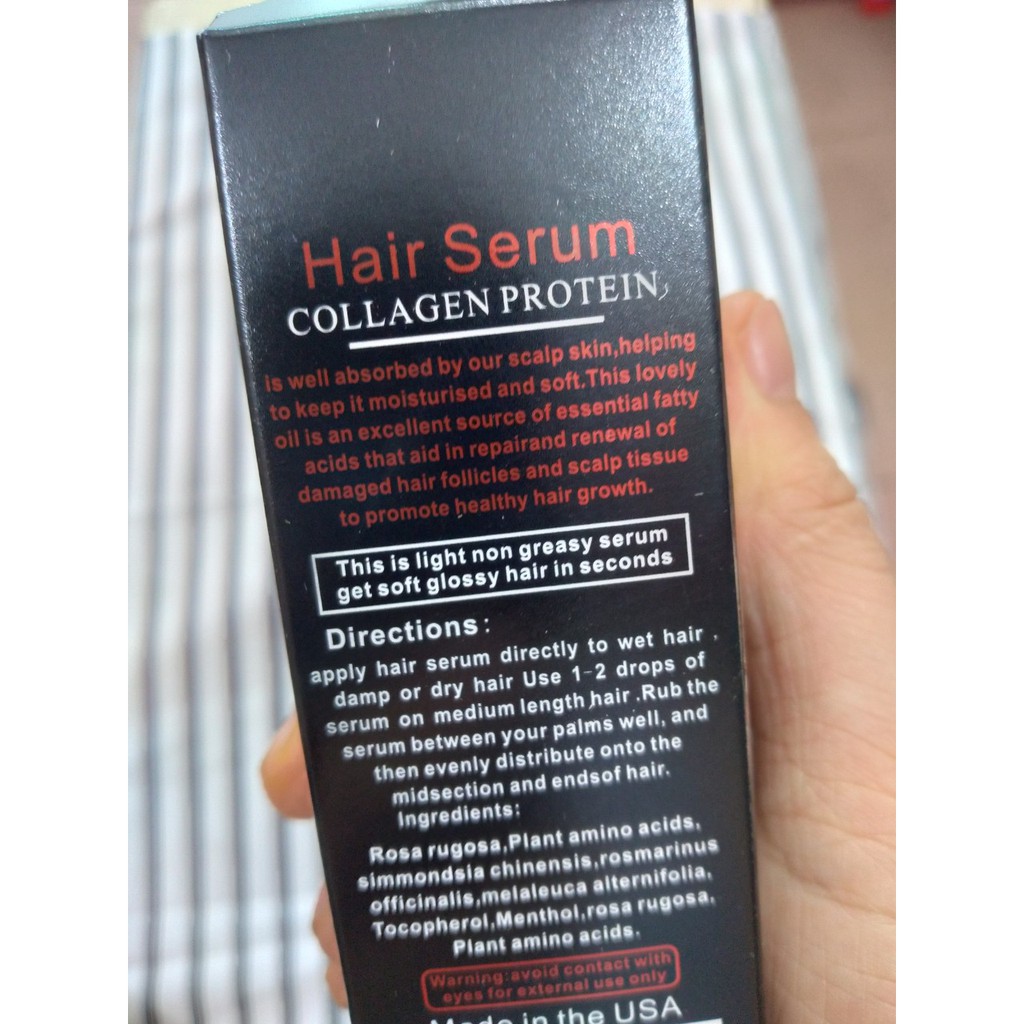 Hair Serum
COLLAGEN PROTEIN,
is well absorbed by our scalp skin,helping
to keep it moisturised and soft.This lovely
oil is an excellent source of essential fatty
acids that aid in repairand renewal of
damaged hair follicles and scalp tissue
to promote healthy hair growth.
This is light non greasy serum
get soft glossy hair in seconds
Directions:
apply hair serum directly to wet hair .
damp or dry hair Use 1-2 drops of
serum on medium length hair .Rub the
serum between your palms well, and
then evenly distribute onto the
midsection and endsof hair.
Ingredients:
Rosa rugosa,Plant amino acids,
simmondsia chinensis,rosmarinus
officinalis,melaleuca alternifolia,
Tocopherol,Menthol,rosa rugosa,
Plant amino acids.
Warning:avoid contact with
eyes for external use only
Made in the USA